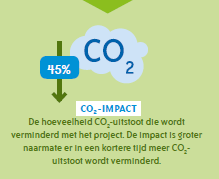 CO₂
45%
CO₂-IMPACT
De hoeveelheid CO₂-uitstoot die wordt
verminderd met het project. De impact is groter
naarmate er in een kortere tijd meer CO₂-
uitstoot wordt verminderd.